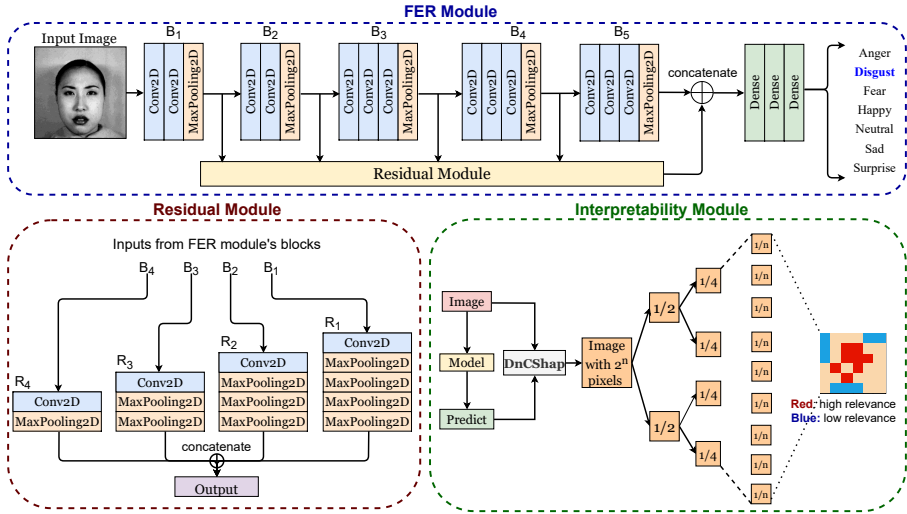 FER Module
Input Image
B1
B2
B3
B4
B5
Conv2D
Conv2D
MaxPooling2D
Conv2D
Conv2D
MaxPooling2D
Conv2D
Conv2D
Conv2D
MaxPooling2D
Conv2D
Conv2D
Conv2D
MaxPooling2D
Conv2D
Conv2D
Conv2D
MaxPooling2D
concatenate
Dense
Dense
Dense
Anger
Disgust
Fear
Happy
Neutral
Sad
Surprise
Residual Module
Residual Module
Inputs from FER module's blocks
B4 B3 B2 B1
R4
Conv2D
MaxPooling2D
R3
Conv2D
MaxPooling2D
MaxPooling2D
R2
Conv2D
MaxPooling2D
MaxPooling2D
MaxPooling2D
R1
Conv2D
MaxPooling2D
MaxPooling2D
MaxPooling2D
MaxPooling2D
concatenate
Output
Interpretability Module
Image
Model
Predict
DnCShap
Image
with 2^n
pixels
1/2
1/2
1/4
1/4
1/4
1/4
1/n
1/n
1/n
1/n
1/n
1/n
1/n
1/n
1/n
Red: high relevance
Blue: low relevance